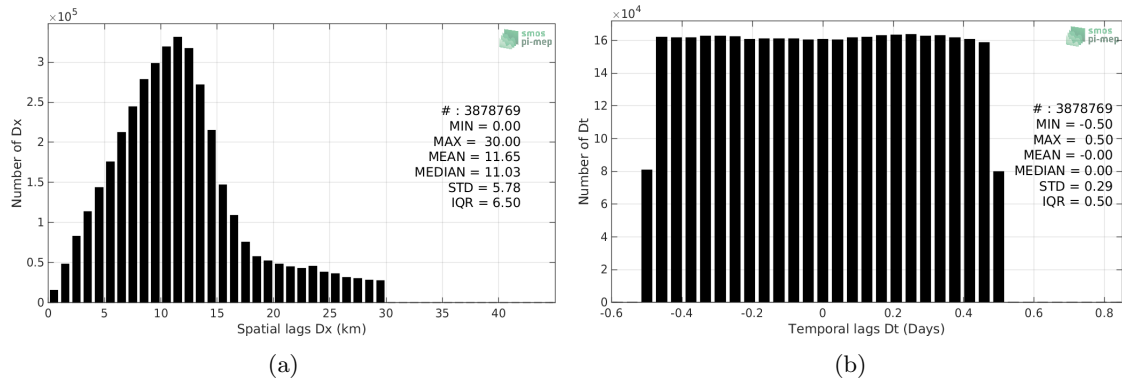 ×10⁵
3
2.5
2
1.5
1
0.5
0
Number of Dx
0 5 10 15 20 25 30 35 40
Spatial lags Dx (km)
smos
pi-mep
# : 3878769
MIN = 0.00
MAX = 30.00
MEAN = 11.65
MEDIAN = 11.03
STD = 5.78
IQR = 6.50
(a)
×10⁴
16
14
12
10
8
6
4
2
0
Number of Dt
-0.6 -0.4 -0.2 0 0.2 0.4 0.6 0.8
Temporal lags Dt (Days)
smos
pi-mep
# : 3878769
MIN = -0.50
MAX = 0.50
MEAN = -0.00
MEDIAN = 0.00
STD = 0.29
IQR = 0.50
(b)